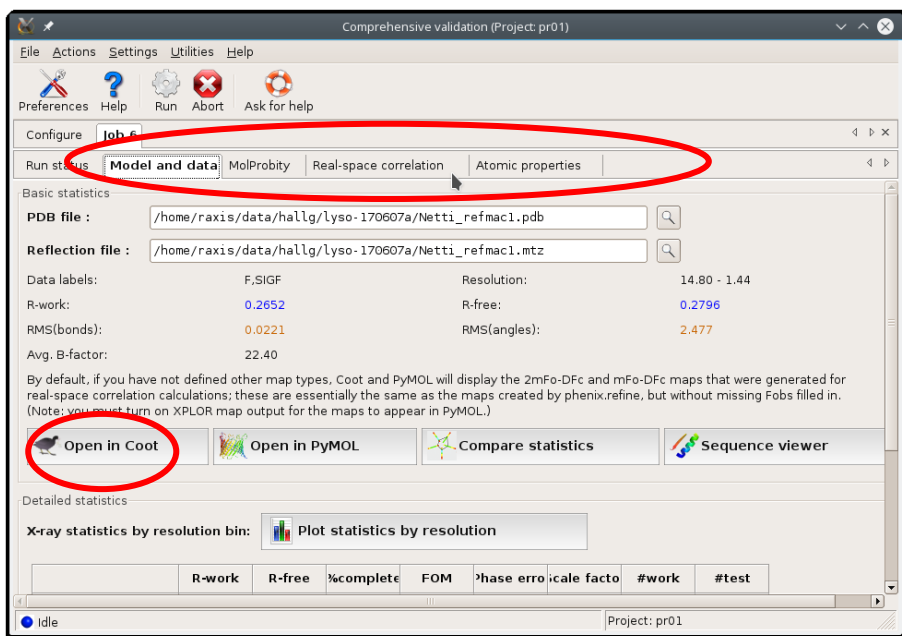 Comprehensive validation (Project: pr01)
File Actions Settings Utilities Help
Preferences Help Run Abort Ask for help
Configure Job 6
Run status Model and data MolProbity Real-space correlation Atomic properties
Basic statistics
PDB file : /home/raxis/data/hallg/lyso-170607a/Netti_refmac1.pdb
Reflection file : /home/raxis/data/hallg/lyso-170607a/Netti_refmac1.mtz
Data labels: F,SIGF Resolution: 14.80 - 1.44
R-work: 0.2652 R-free: 0.2796
RMS(bonds): 0.0221 RMS(angles): 2.477
Avg. B-factor: 22.40
By default, if you have not defined other map types, Coot and PyMOL will display the 2mFo-DFc and mFo-DFc maps that were generated for
real-space correlation calculations; these are essentially the same as the maps created by phenix.refine, but without missing Fobs filled in.
(Note: you must turn on XPLOR map output for the maps to appear in PyMOL.)
Open in Coot Open in PyMOL Compare statistics Sequence viewer
Detailed statistics
X-ray statistics by resolution bin: Plot statistics by resolution
R-work R-free %complete FOM Phase erro scale facto #work #test
Idle Project: pr01